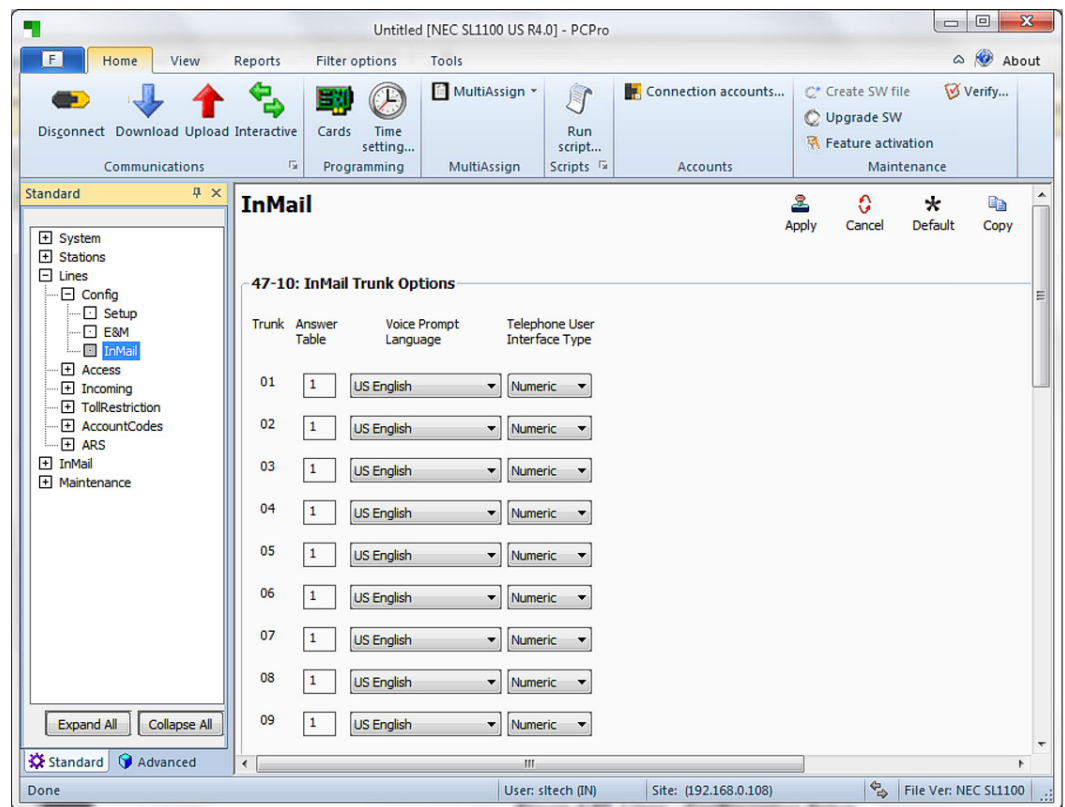 Untitled [NEC SL1100 US R4.0] - PCPro
F Home View Reports Filter options Tools About
Disconnect Download Upload Interactive
Communications
Cards Time setting...
Programming
MultiAssign
MultiAssign
Run script...
Scripts
Connection accounts...
Accounts
Create SW file Verify...
Upgrade SW
Feature activation
Maintenance
Standard
System
Stations
Lines
Config
Setup
E&M
InMail
Access
Incoming
TollRestriction
AccountCodes
ARS
InMail
Maintenance
Expand All Collapse All
Standard Advanced
InMail
Apply Cancel Default Copy
47-10: InMail Trunk Options
Trunk Answer Table Voice Prompt Language Telephone User Interface Type
01 1 US English Numeric
02 1 US English Numeric
03 1 US English Numeric
04 1 US English Numeric
05 1 US English Numeric
06 1 US English Numeric
07 1 US English Numeric
08 1 US English Numeric
09 1 US English Numeric
Done User: sltech (IN) Site: (192.168.0.108) File Ver: NEC SL1100